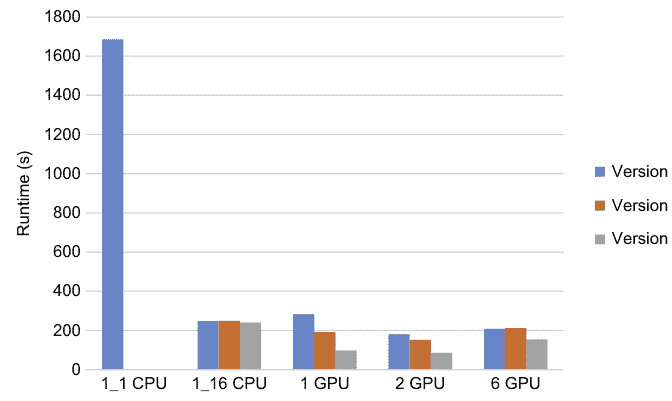 1800
1600
1400
1200
1000
800
600
400
200
0
Runtime (s)
1_1 CPU
1_16 CPU
1 GPU
2 GPU
6 GPU
Version
Version
Version